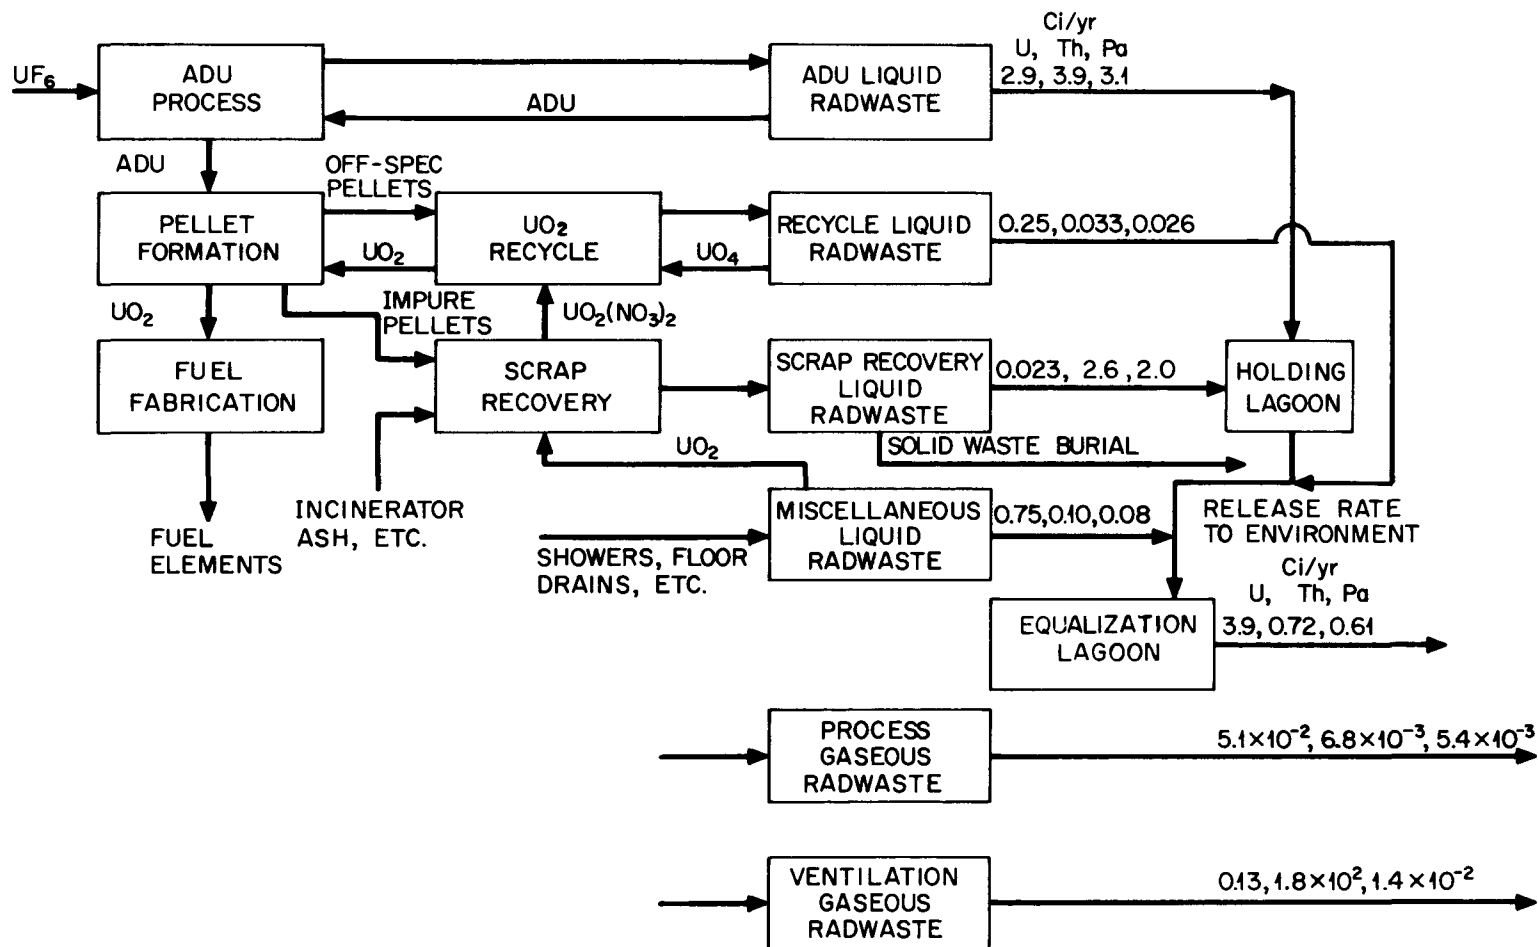 Ci/yr
U, Th, Pa
2.9, 3.9, 3.1
UF₆
ADU
PROCESS
ADU
ADU LIQUID
RADWASTE
ADU
OFF-SPEC
PELLETS
PELLET
FORMATION
UO₂
UO₂
RECYCLE
UO₄
RECYCLE LIQUID
RADWASTE
0.25,0.033,0.026
UO₂
IMPURE
PELLETS
UO₂(NO₃)₂
FUEL
FABRICATION
SCRAP
RECOVERY
SCRAP RECOVERY
LIQUID
RADWASTE
0.023, 2.6, 2.0
HOLDING
LAGOON
UO₂
SOLID WASTE BURIAL
INCINERATOR
ASH, ETC.
FUEL
ELEMENTS
SHOWERS, FLOOR
DRAINS, ETC.
MISCELLANEOUS
LIQUID
RADWASTE
0.75,0.10,0.08
RELEASE RATE
TO ENVIRONMENT
Ci/yr
U, Th, Pa
EQUALIZATION
LAGOON
3.9, 0.72, 0.61
PROCESS
GASEOUS
RADWASTE
5.1×10⁻², 6.8×10⁻³, 5.4×10⁻³
VENTILATION
GASEOUS
RADWASTE
0.13, 1.8×10², 1.4×10⁻²